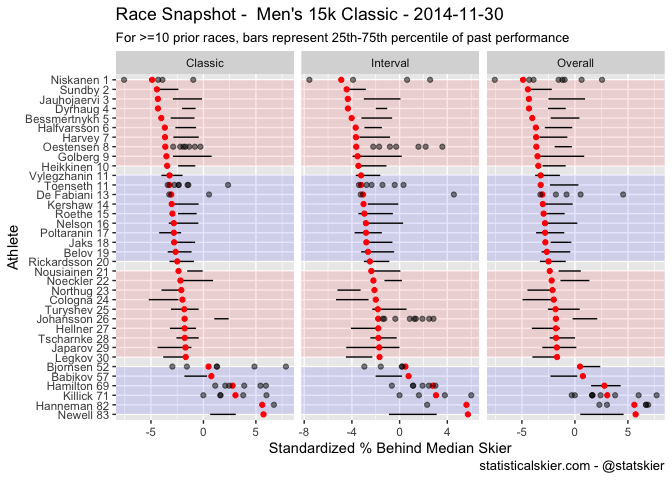 Race Snapshot - Men's 15k Classic - 2014-11-30
For >=10 prior races, bars represent 25th-75th percentile of past performance
Classic Interval Overall
Athlete
Niskanen 1
Sundby 2
Jauhojaervi 3
Dyrhaug 4
Bessmertnykh 5
Halfvarsson 6
Harvey 7
Oestensen 8
Golberg 9
Heikkinen 10
Vylegzhanin 11
Toenseth 11
De Fabiani 13
Kershaw 14
Roethe 15
Nelson 16
Poltaranin 17
Jaks 18
Belov 19
Rickardsson 20
Nousiainen 21
Noeckler 22
Northug 23
Cologna 24
Turyshev 25
Johansson 26
Hellner 27
Tscharnke 28
Japarov 29
Legkov 30
Bjornsen 52
Babikov 57
Hamilton 69
Killick 71
Hanneman 82
Newell 83
-5 0 5 -8 -4 0 4 -5 0 5
Standardized % Behind Median Skier
statisticalskier.com - @statskier